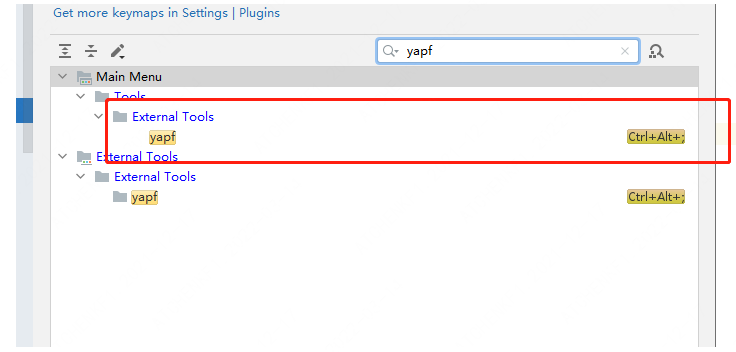 Get more keymaps in Settings | Plugins
yapf
Main Menu
Tools
External Tools
yapf Ctrl+Alt+;
External Tools
External Tools
yapf Ctrl+Alt+;